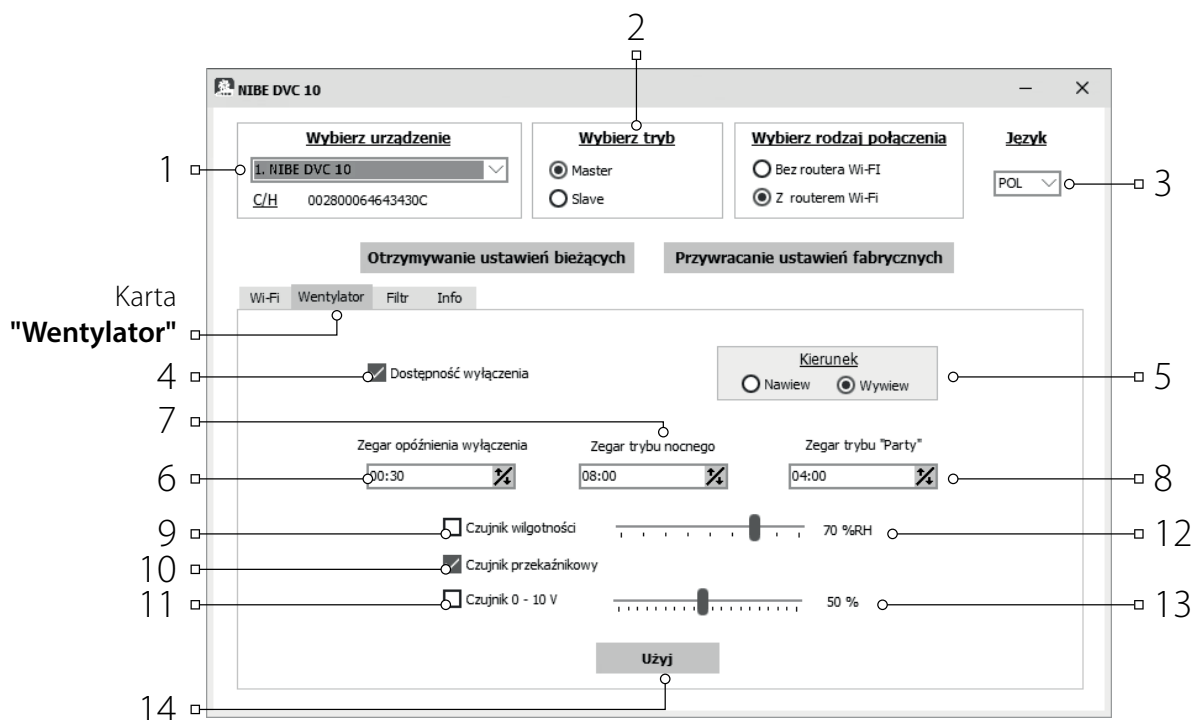 2
NIBE DVC 10
Wybierz urządzenie
Wybierz tryb
Wybierz rodzaj połączenia
Język
1
1. NIBE DVC 10
Master
Bez routera Wi-FI
POL
3
C/H 002800064643430C
Slave
Z routerem Wi-Fi
Otrzymywanie ustawień bieżących
Przywracanie ustawień fabrycznych
Karta
"Wentylator"
Wi-Fi Wentylator Filtr Info
4
Dostępność wyłączenia
Kierunek
Nawiew Wywiew
5
7
Zegar opóźnienia wyłączenia
Zegar trybu nocnego
Zegar trybu "Party"
6
00:30
08:00
04:00
8
9
Czujnik wilgotności
70 %RH
12
10
Czujnik przekaźnikowy
11
Czujnik 0 - 10 V
50 %
13
Użyj
14